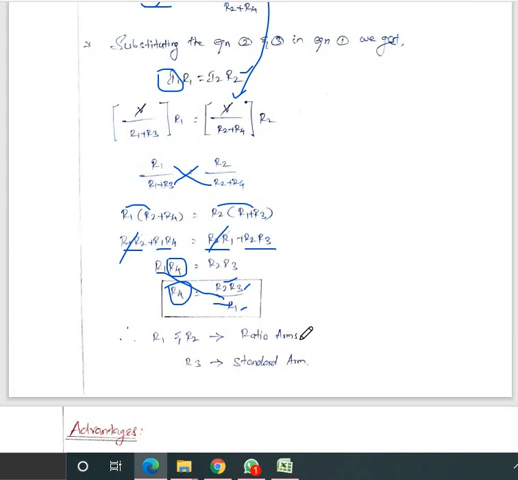 R2+R4
Substituting the eqn ② & ③ in eqn ① we get,
I1R1 = I2R2
[V/R1+R3] R1 = [V/R2+R4] R2
R1/R1+R3 R2/R2+R4
R1(R2+R4) = R2(R1+R3)
R1R2+R1R4 = R2R1+R2R3
R1R4 = R2R3
R4 = R2R3/R1
∴ R1 & R2 → Ratio Arms
R3 → Standard Arm.
Advantages:
1